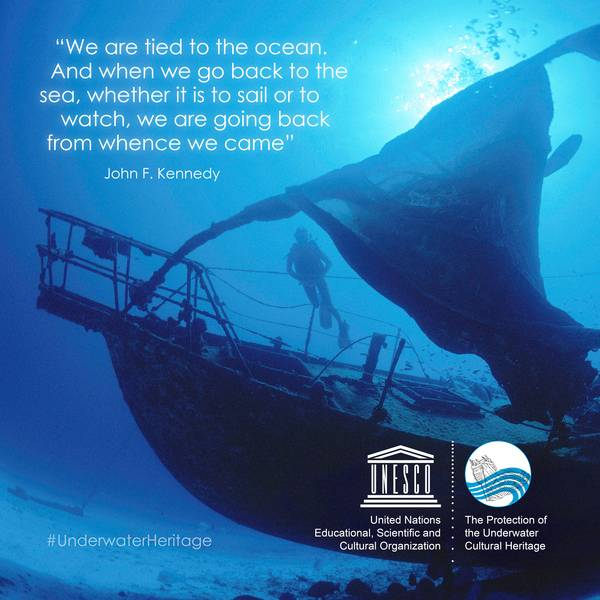 “We are tied to the ocean.
And when we go back to the
sea, whether it is to sail or to
watch, we are going back
from whence we came”
John F. Kennedy
UNESCO
United Nations
Educational, Scientific and
Cultural Organization
The Protection of
the Underwater
Cultural Heritage
#UnderwaterHeritage